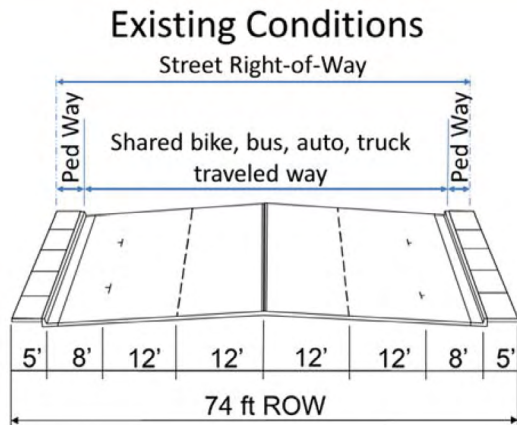 Existing Conditions
Street Right-of-Way
Ped Way
Shared bike, bus, auto, truck
traveled way
Ped Way
5’ 8’ 12’ 12’ 12’ 12’ 8’ 5’
74 ft ROW